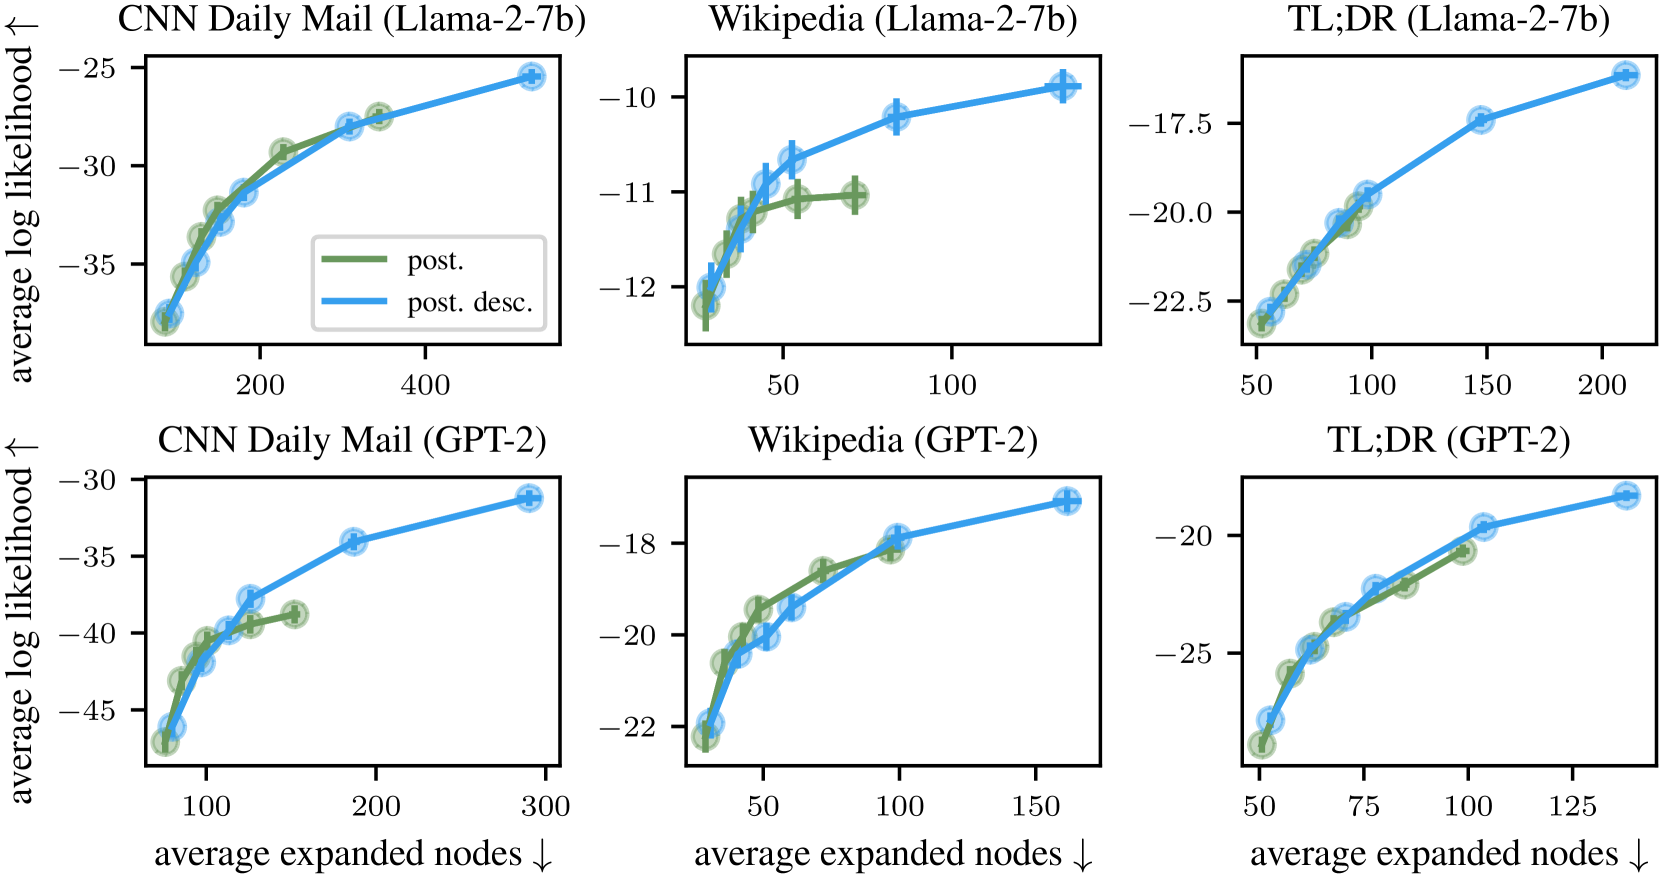 CNN Daily Mail (Llama-2-7b)
Wikipedia (Llama-2-7b)
TL;DR (Llama-2-7b)
average log likelihood ↑
−25
−30
−35
post.
post. desc.
200
400
−10
−11
−12
50
100
−17.5
−20.0
−22.5
50
100
150
200
CNN Daily Mail (GPT-2)
Wikipedia (GPT-2)
TL;DR (GPT-2)
average log likelihood ↑
−30
−35
−40
−45
100
200
300
average expanded nodes ↓
−18
−20
−22
50
100
150
average expanded nodes ↓
−20
−25
50
75
100
125
average expanded nodes ↓